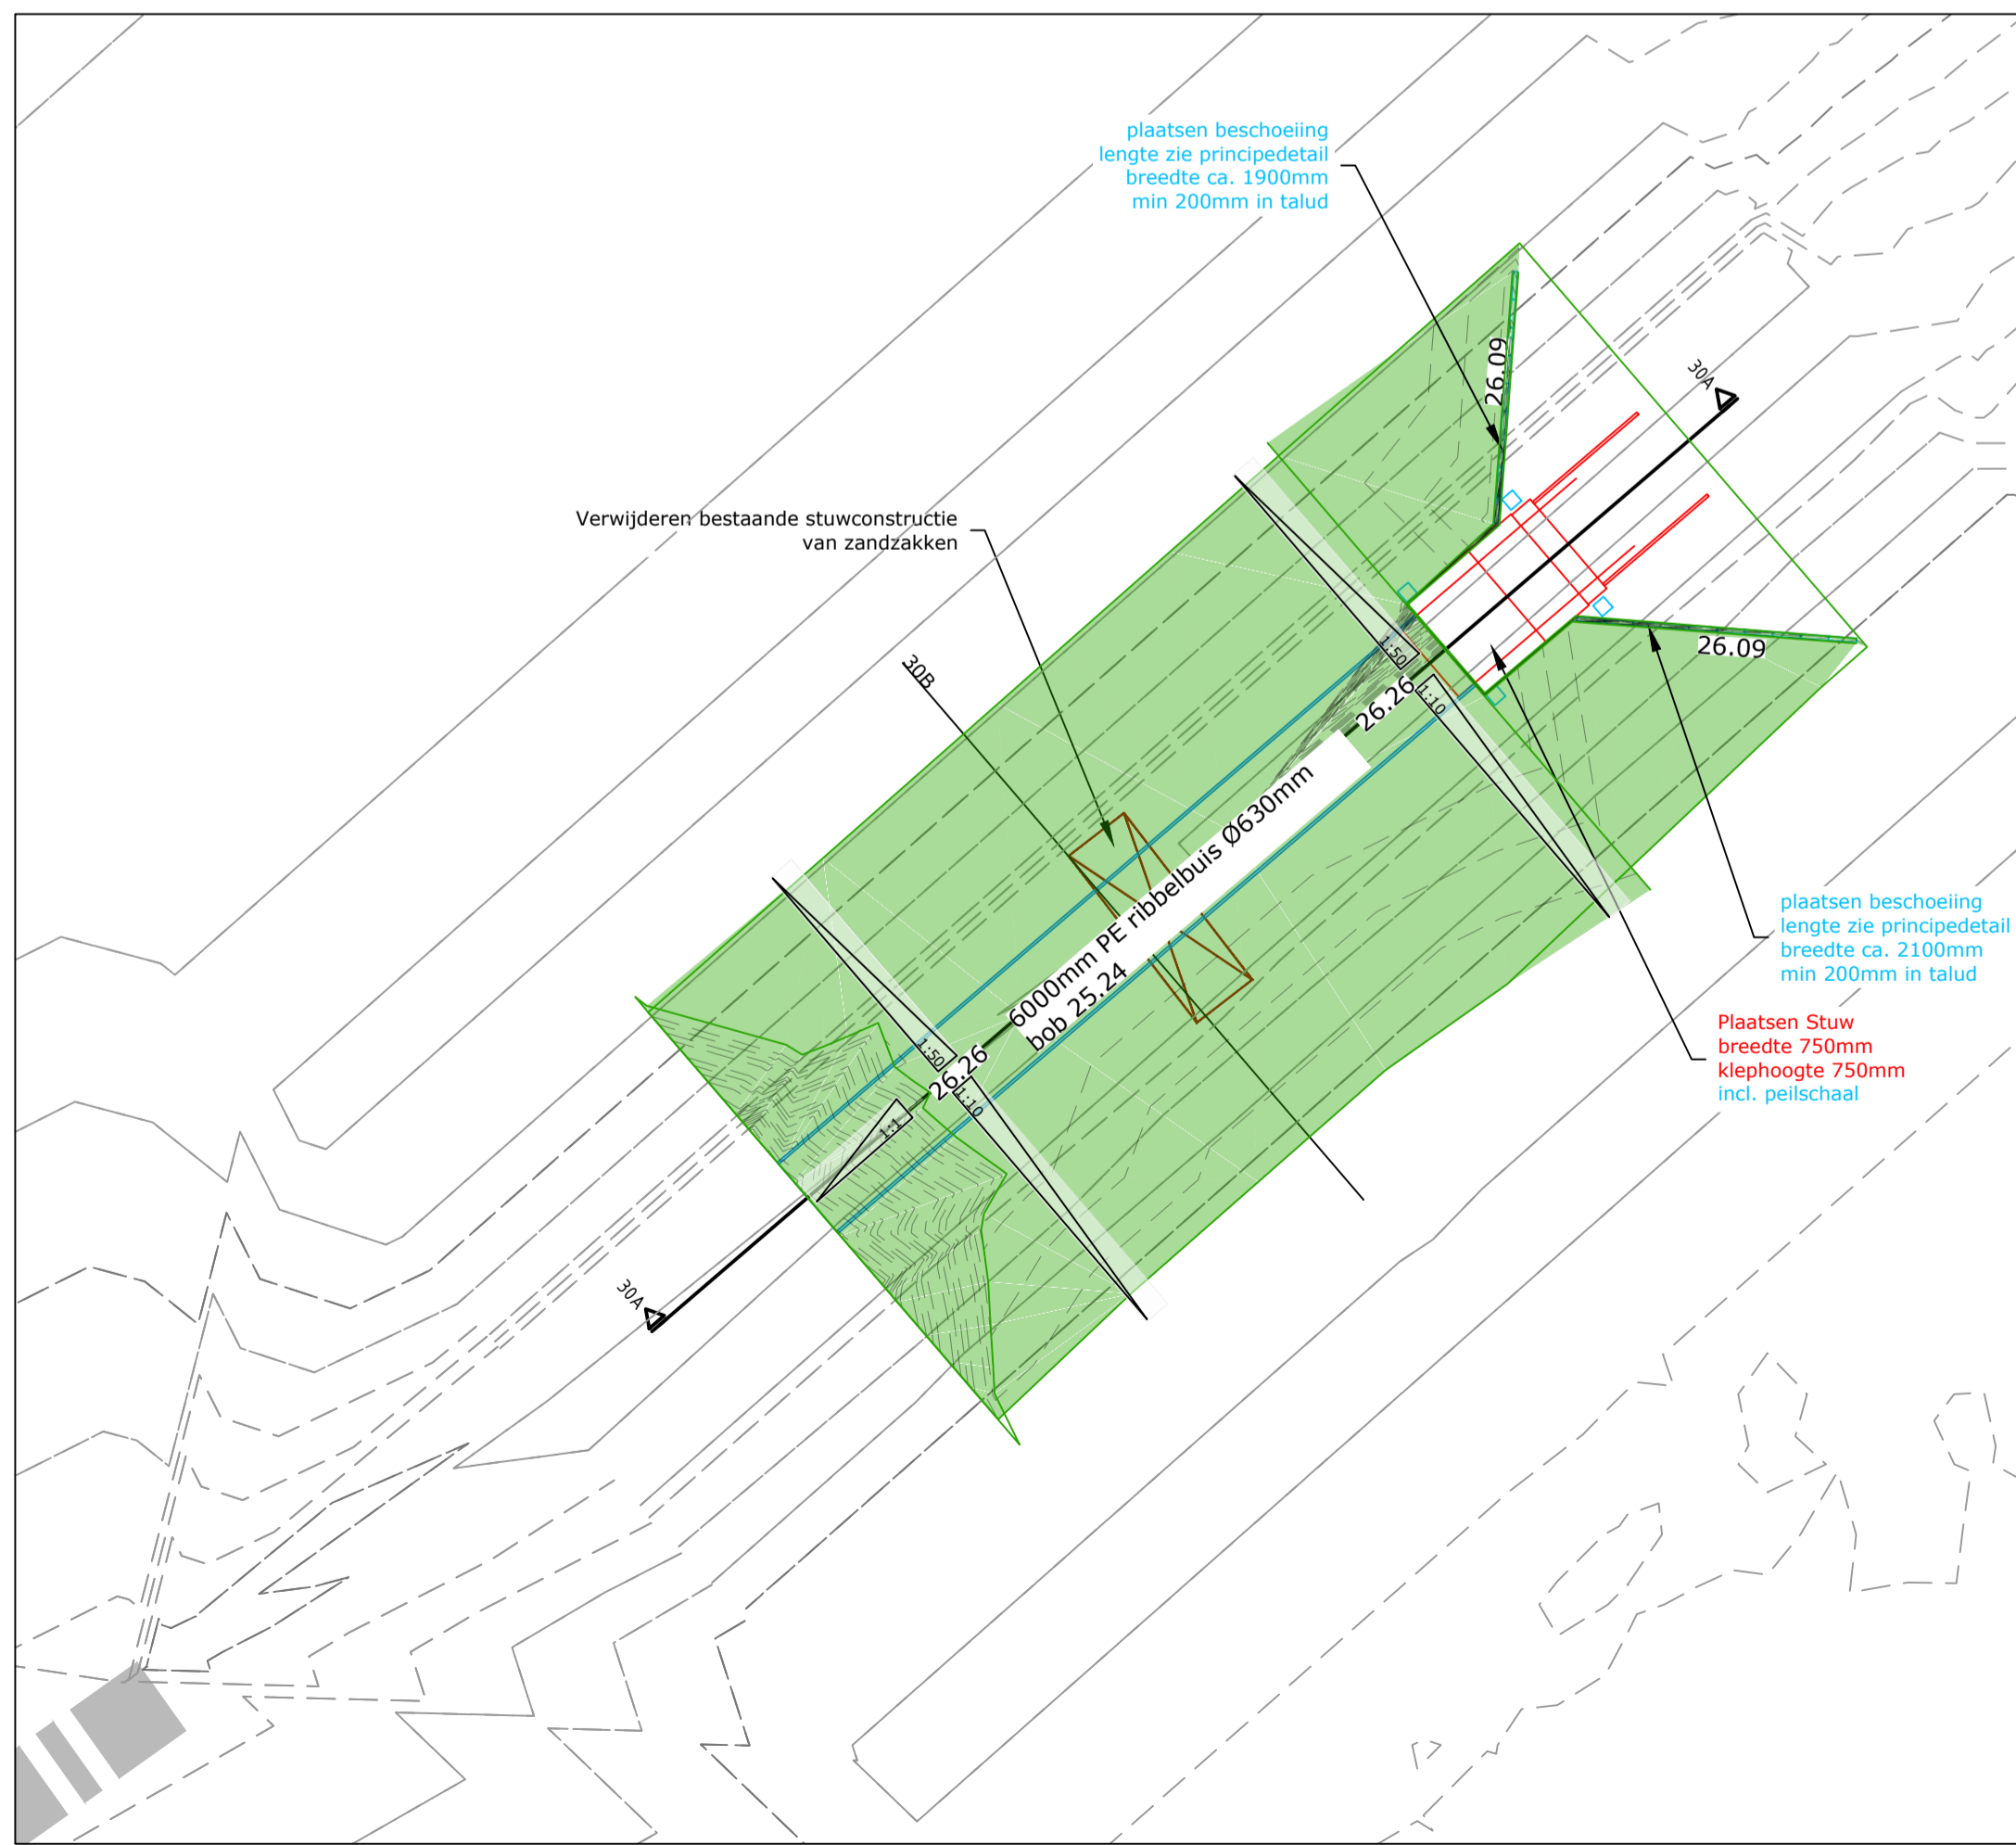 plaatsen beschoeiing
lengte zie principedetail
breedte ca. 1900mm
min 200mm in talud
26.09
30A
Verwijderen bestaande stuwconstructie
van zandzakken
26.09
1:50
30B
26.26
1:10
6000mm PE ribbelbuis Ø630mm
bob 25.24
plaatsen beschoeiing
lengte zie principedetail
breedte ca. 2100mm
min 200mm in talud
Plaatsen Stuw
breedte 750mm
klephoogte 750mm
incl. peilschaal
1:50
26.26
1:10
1:1
30A